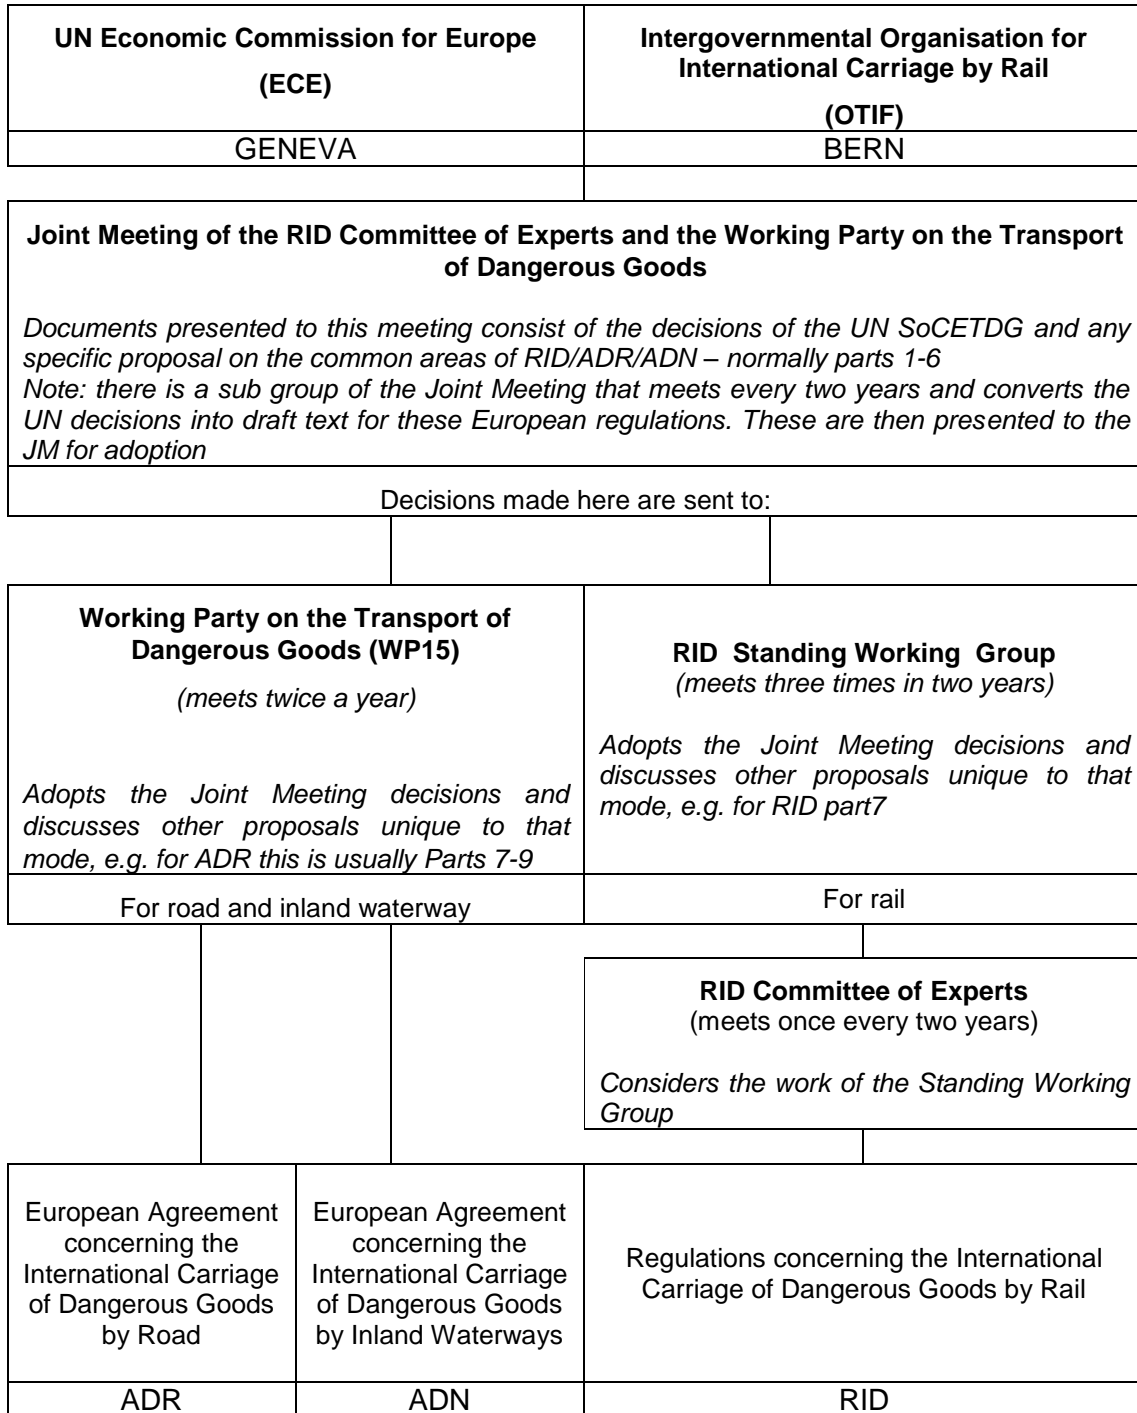 UN Economic Commission for Europe
(ECE)
GENEVA
Intergovernmental Organisation for
International Carriage by Rail
(OTIF)
BERN
Joint Meeting of the RID Committee of Experts and the Working Party on the Transport
of Dangerous Goods
Documents presented to this meeting consist of the decisions of the UN SoCETDG and any
specific proposal on the common areas of RID/ADR/ADN – normally parts 1-6
Note: there is a sub group of the Joint Meeting that meets every two years and converts the
UN decisions into draft text for these European regulations. These are then presented to the
JM for adoption
Decisions made here are sent to:
Working Party on the Transport of
Dangerous Goods (WP15)
(meets twice a year)
Adopts the Joint Meeting decisions and
discusses other proposals unique to that
mode, e.g. for ADR this is usually Parts 7-9
For road and inland waterway
RID Standing Working Group
(meets three times in two years)
Adopts the Joint Meeting decisions and
discusses other proposals unique to that
mode, e.g. for RID part7
For rail
RID Committee of Experts
(meets once every two years)
Considers the work of the Standing Working
Group
European Agreement
concerning the
International Carriage
of Dangerous Goods
by Road
ADR
European Agreement
concerning the
International Carriage
of Dangerous Goods
by Inland Waterways
ADN
Regulations concerning the International
Carriage of Dangerous Goods by Rail
RID